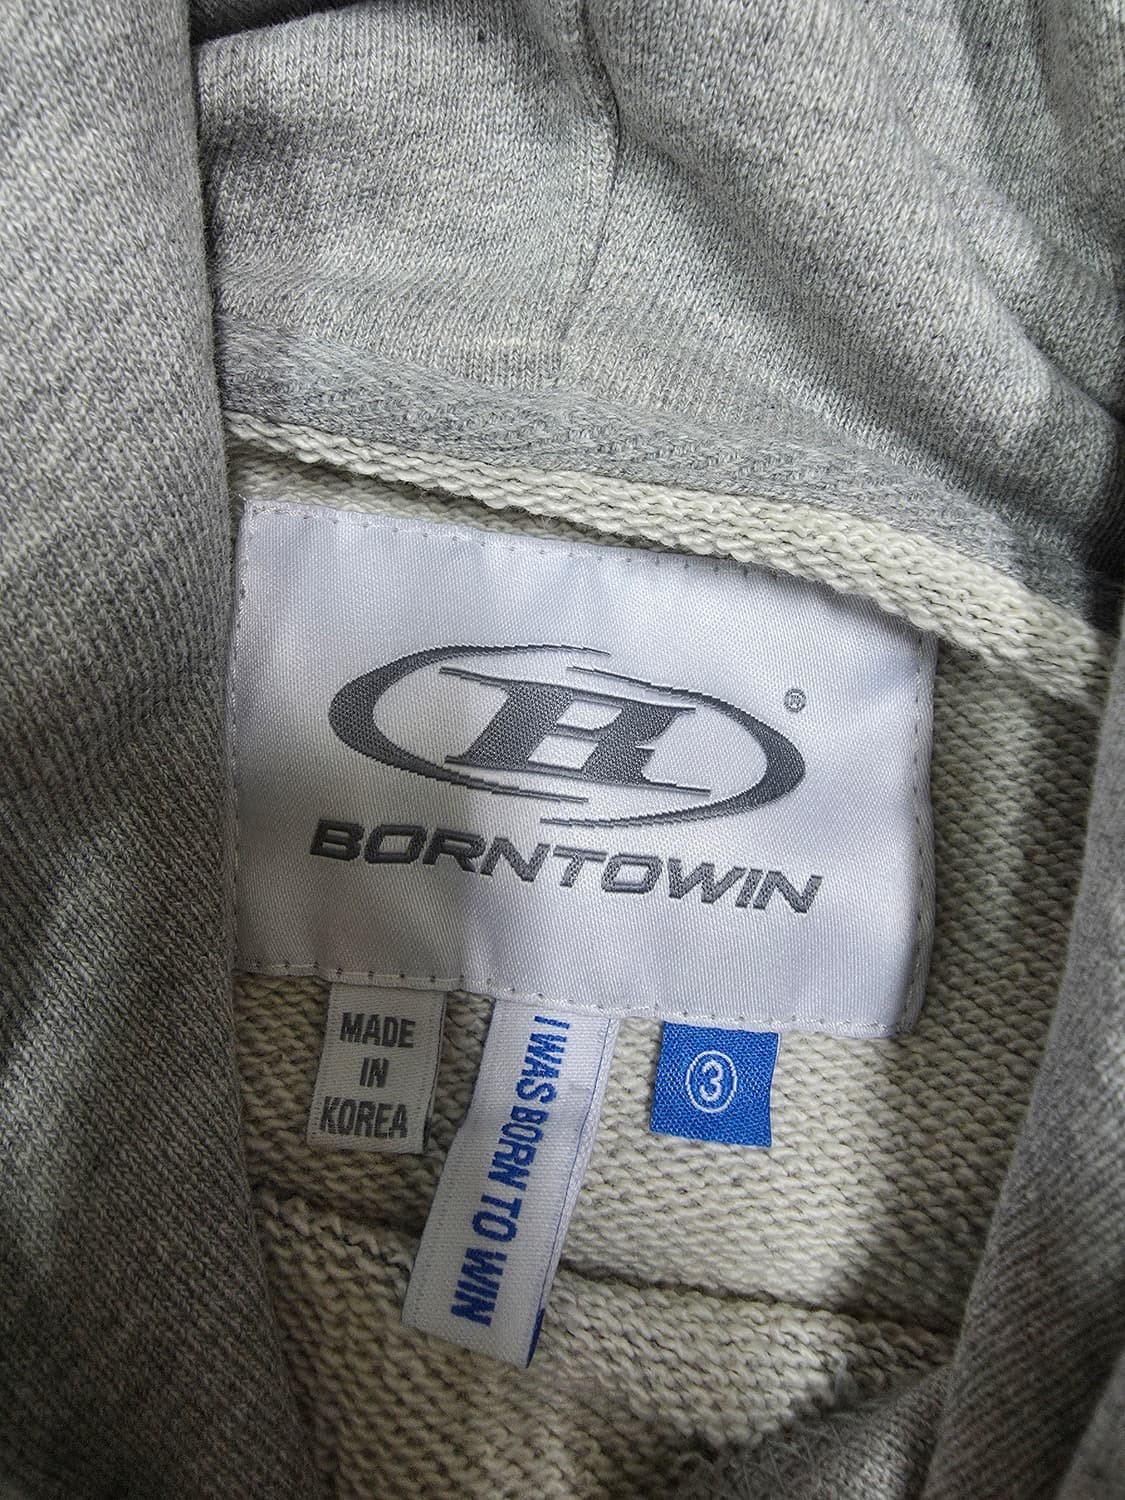 B
®
BORNTOWIN
MADE
IN
KOREA
I WAS BORN TO WIN
3